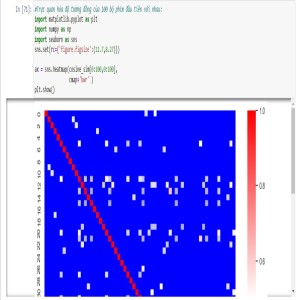 In [71]: #Trực quan hóa độ tương đồng của 100 bộ phim đầu tiên với nhau:
import matplotlib.pyplot as plt
import numpy as np
import seaborn as sns
sns.set(rc={'figure.figsize':(11.7,8.27)})
ax = sns.heatmap(cosine_sim[0:100,0:100],
cmap='bwr')
plt.show()
0
2
4
6
8
10
12
14
16
18
20
22
24
26
28
30
1.0
0.8
0.6